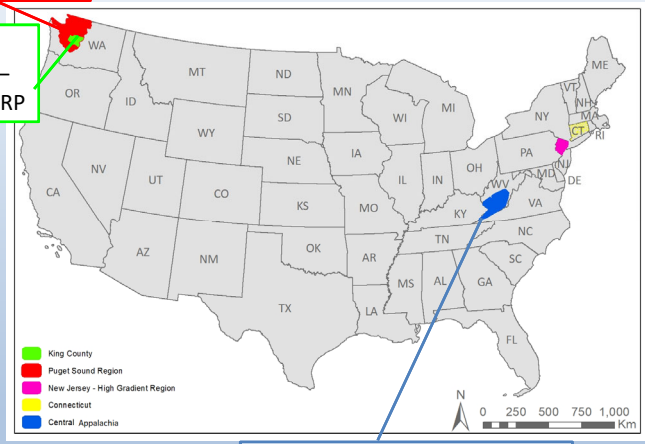 –
RP
WA
MT
ND
MN
ME
VT
NH
MA
CT
RI
OR
ID
SD
WI
MI
NY
WY
IA
NE
PA
NJ
NV
UT
CO
IL
IN
OH
MD
DE
WV
VA
CA
KS
MO
KY
NC
TN
AZ
NM
OK
AR
SC
MS
AL
GA
TX
LA
FL
King County
Puget Sound Region
New Jersey - High Gradient Region
Connecticut
Central Appalachia
N
0 250 500 750 1,000
Km